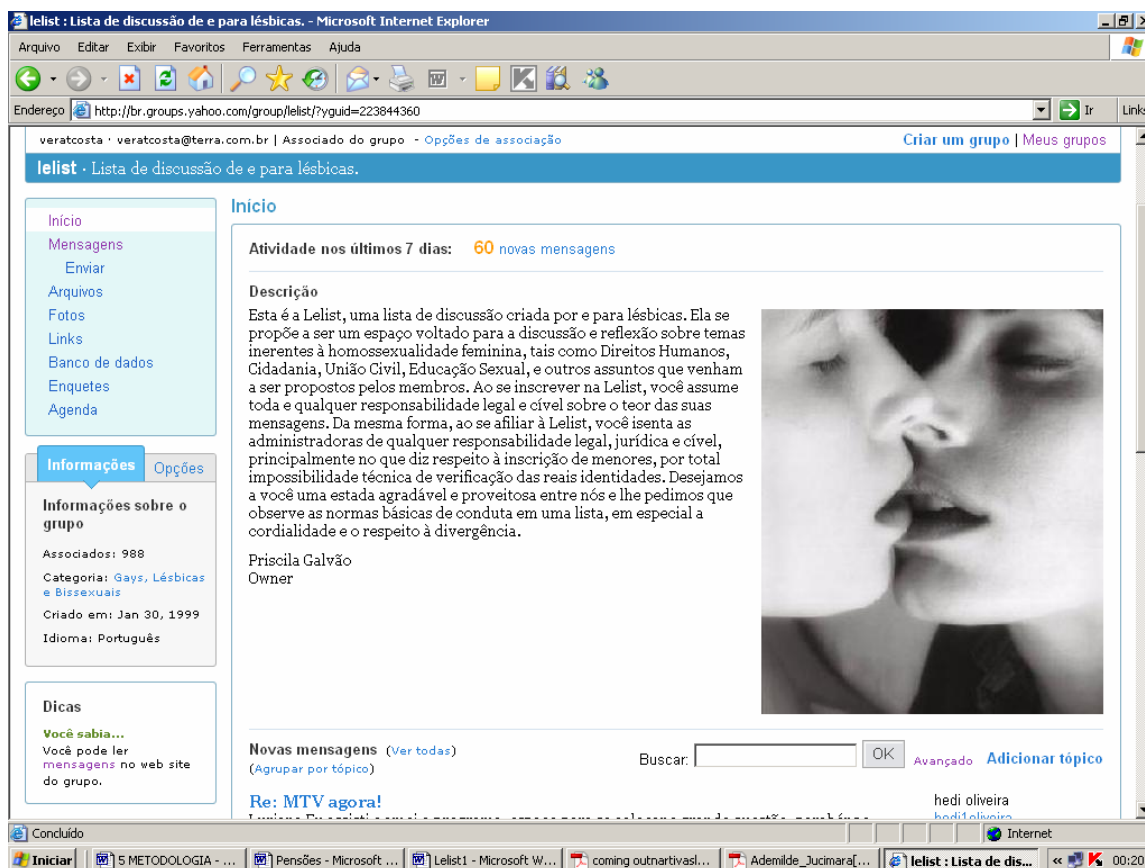 lelist : Lista de discussão de e para lésbicas. - Microsoft Internet Explorer
Arquivo Editar Exibir Favoritos Ferramentas Ajuda
Endereço http://br.groups.yahoo.com/group/lelist/?yguid=223844360 Ir Links
veratcosta · veratcosta@terra.com.br | Associado do grupo - Opções de associação Criar um grupo | Meus grupos
lelist · Lista de discussão de e para lésbicas.
Início
Mensagens
Enviar
Arquivos
Fotos
Links
Banco de dados
Enquetes
Agenda
Informações Opções
Informações sobre o
grupo
Associados: 988
Categoria: Gays, Lésbicas
e Bissexuais
Criado em: Jan 30, 1999
Idioma: Português
Dicas
Você sabia...
Você pode ler
mensagens no web site
do grupo.
Início
Atividade nos últimos 7 dias: 60 novas mensagens
Descrição
Esta é a Lelist, uma lista de discussão criada por e para lésbicas. Ela se
propõe a ser um espaço voltado para a discussão e reflexão sobre temas
inerentes à homossexualidade feminina, tais como Direitos Humanos,
Cidadania, União Civil, Educação Sexual, e outros assuntos que venham
a ser propostos pelos membros. Ao se inscrever na Lelist, você assume
toda e qualquer responsabilidade legal e cível sobre o teor das suas
mensagens. Da mesma forma, ao se afiliar à Lelist, você isenta as
administradoras de qualquer responsabilidade legal, jurídica e cível,
principalmente no que diz respeito à inscrição de menores, por total
impossibilidade técnica de verificação das reais identidades. Desejamos
a você uma estada agradável e proveitosa entre nós e lhe pedimos que
observe as normas básicas de conduta em uma lista, em especial a
cordialidade e o respeito à divergência.
Priscila Galvão
Owner
Novas mensagens (Ver todas) Buscar: OK Avançado Adicionar tópico
(Agrupar por tópico)
Re: MTV agora! hedi oliveira
hedi1oliveira
Concluído Internet
Iniciar 5 METODOLOGIA - ... Pensões - Microsoft ... Lelist1 - Microsoft W... coming outnartivasl... Ademilde_Jucimara[... lelist : Lista de dis... 00:20